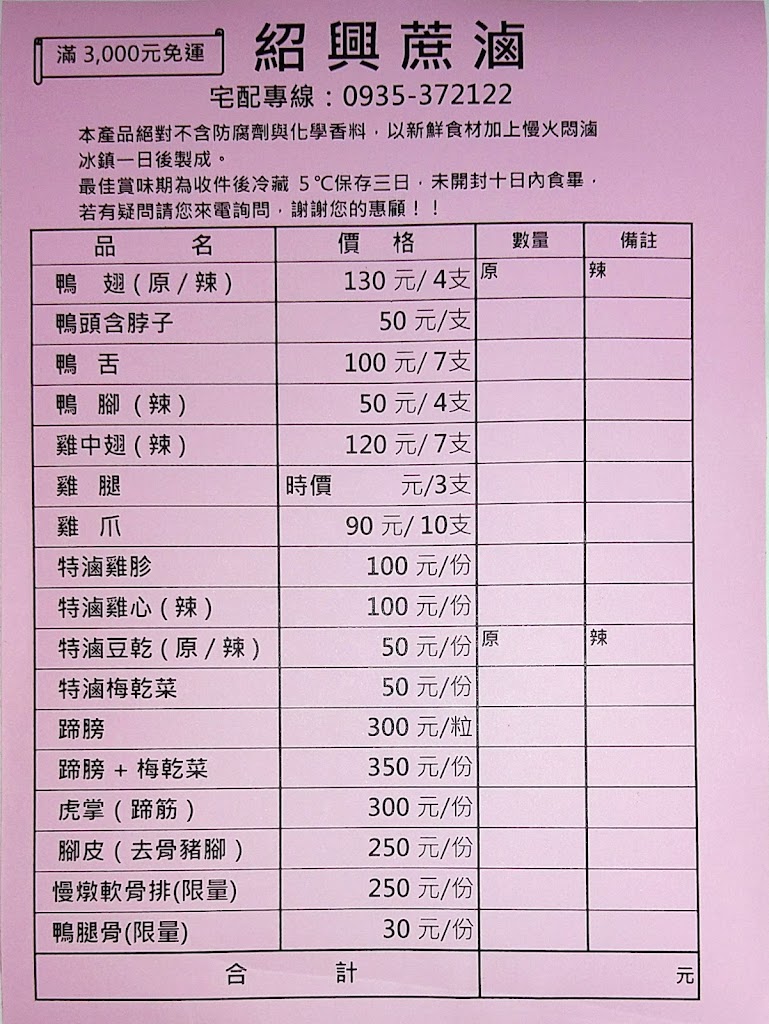 滿 3,000元免運
紹興蔗滷
宅配專線：0935-372122
本產品絕對不含防腐劑與化學香料，以新鮮食材加上慢火悶滷
冰鎮一日後製成。
最佳賞味期為收件後冷藏 5℃保存三日，未開封十日內食畢，
若有疑問請您來電詢問，謝謝您的惠顧！！
品 名 價 格 數量 備註
鴨 翅(原/辣) 130 元/ 4支 原 辣
鴨頭含脖子 50 元/支
鴨 舌 100 元/ 7支
鴨 腳 (辣) 50 元/ 4支
雞中翅(辣) 120 元/ 7支
雞 腿 時價 元/3支
雞 爪 90 元/ 10支
特滷雞胗 100 元/份
特滷雞心(辣) 100 元/份
特滷豆乾(原/辣) 50 元/份 原 辣
特滷梅乾菜 50 元/份
蹄膀 300 元/粒
蹄膀 + 梅乾菜 350 元/份
虎掌 ( 蹄筋 ) 300 元/份
腳皮 ( 去骨豬腳 ) 250 元/份
慢燉軟骨排(限量) 250 元/份
鴨腿骨(限量) 30 元/份
合 計 元